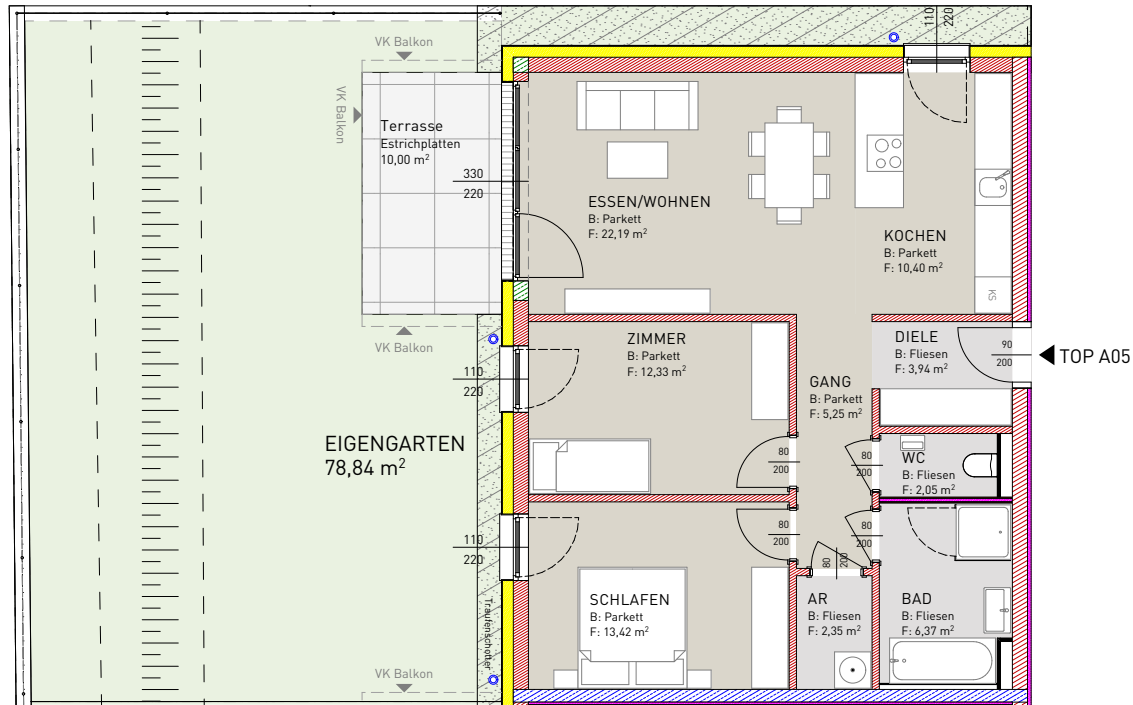 110
220
VK Balkon
VK Balkon
Terrasse
Estrichplatten
10,00 m²
330
220
ESSEN/WOHNEN
B: Parkett
F: 22,19 m²
KOCHEN
B: Parkett
F: 10,40 m²
KS
VK Balkon
ZIMMER
B: Parkett
F: 12,33 m²
DIELE
B: Fliesen
F: 3,94 m²
90
200
TOP A05
110
220
GANG
B: Parkett
F: 5,25 m²
EIGENGARTEN
78,84 m²
80
200
80
200
WC
B: Fliesen
F: 2,05 m²
110
220
80
200
80
200
80
200
SCHLAFEN
B: Parkett
F: 13,42 m²
AR
B: Fliesen
F: 2,35 m²
BAD
B: Fliesen
F: 6,37 m²
Traufenschotter
VK Balkon